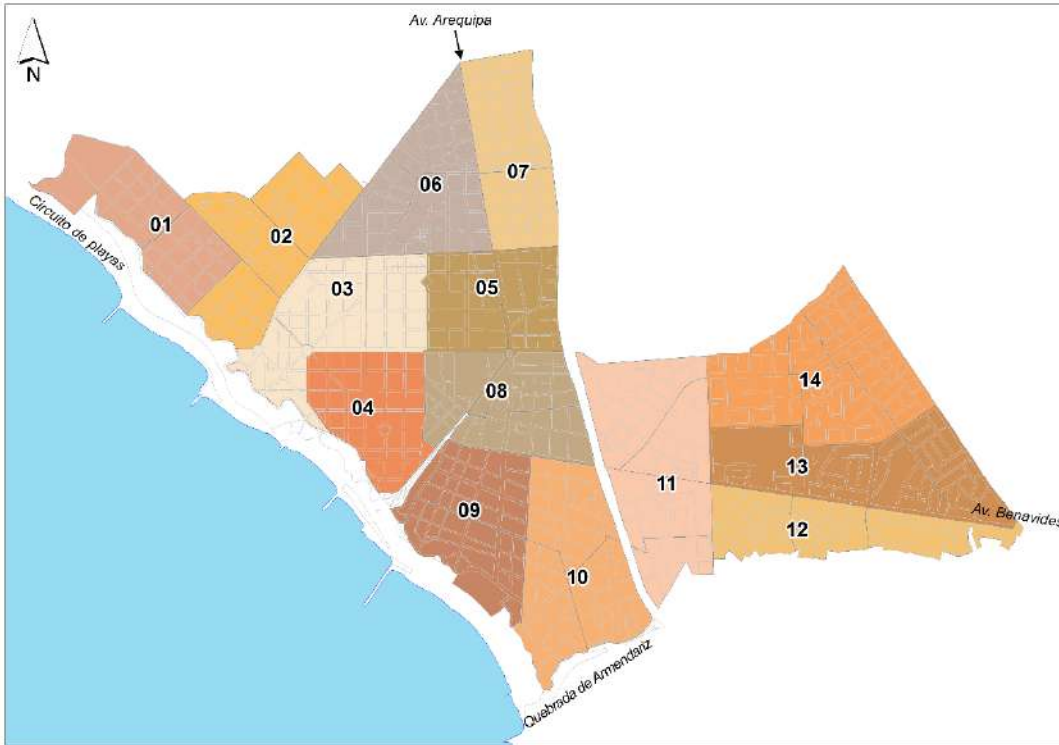 Av. Arequipa
N
07
06
01
02
Circuito de playas
03
05
14
08
04
13
11
09
Av. Benavides
12
10
Quebrada de Armendariz